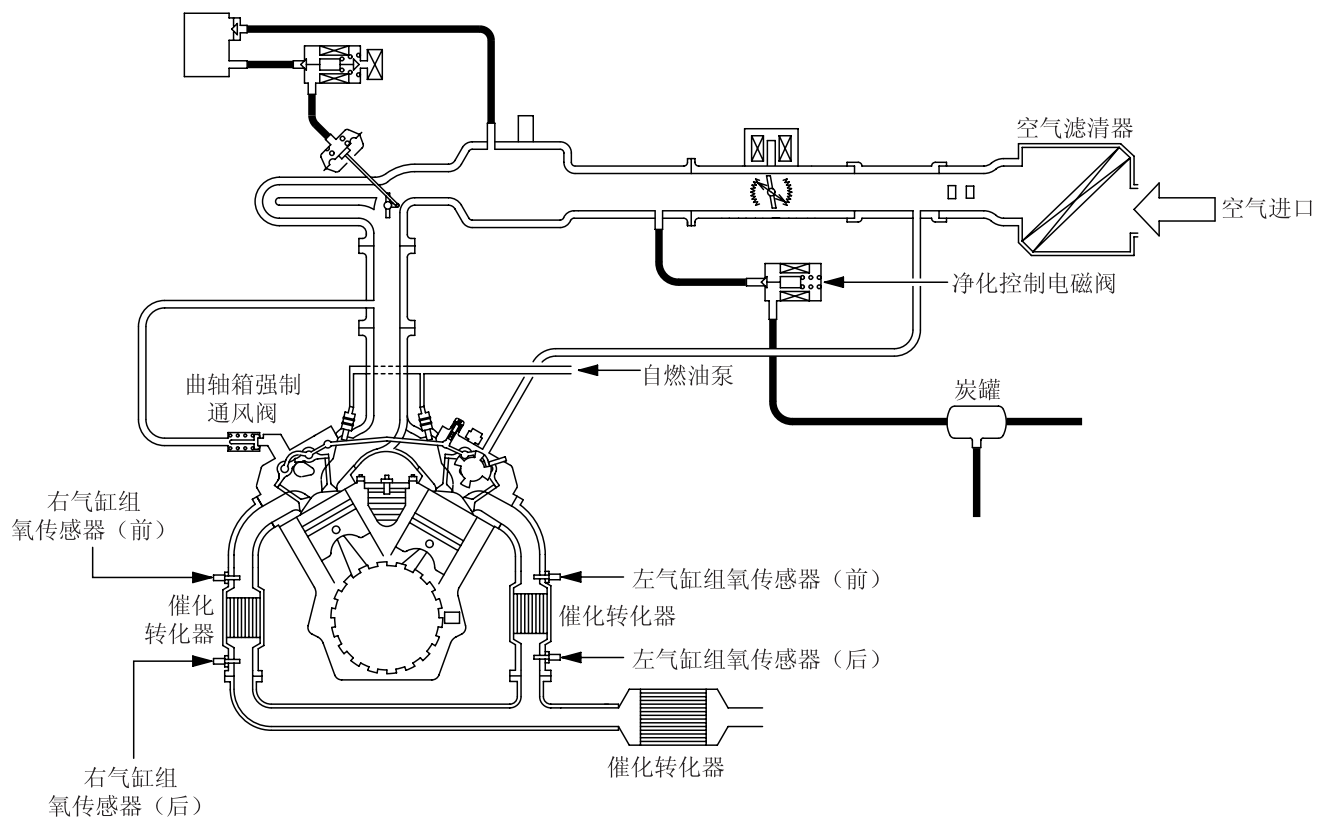 空气滤清器
空气进口
净化控制电磁阀
自燃油泵
曲轴箱强制
通风阀
炭罐
右气缸组
氧传感器（前）
左气缸组氧传感器（前）
催化
转化器
催化转化器
左气缸组氧传感器（后）
催化转化器
右气缸组
氧传感器（后）